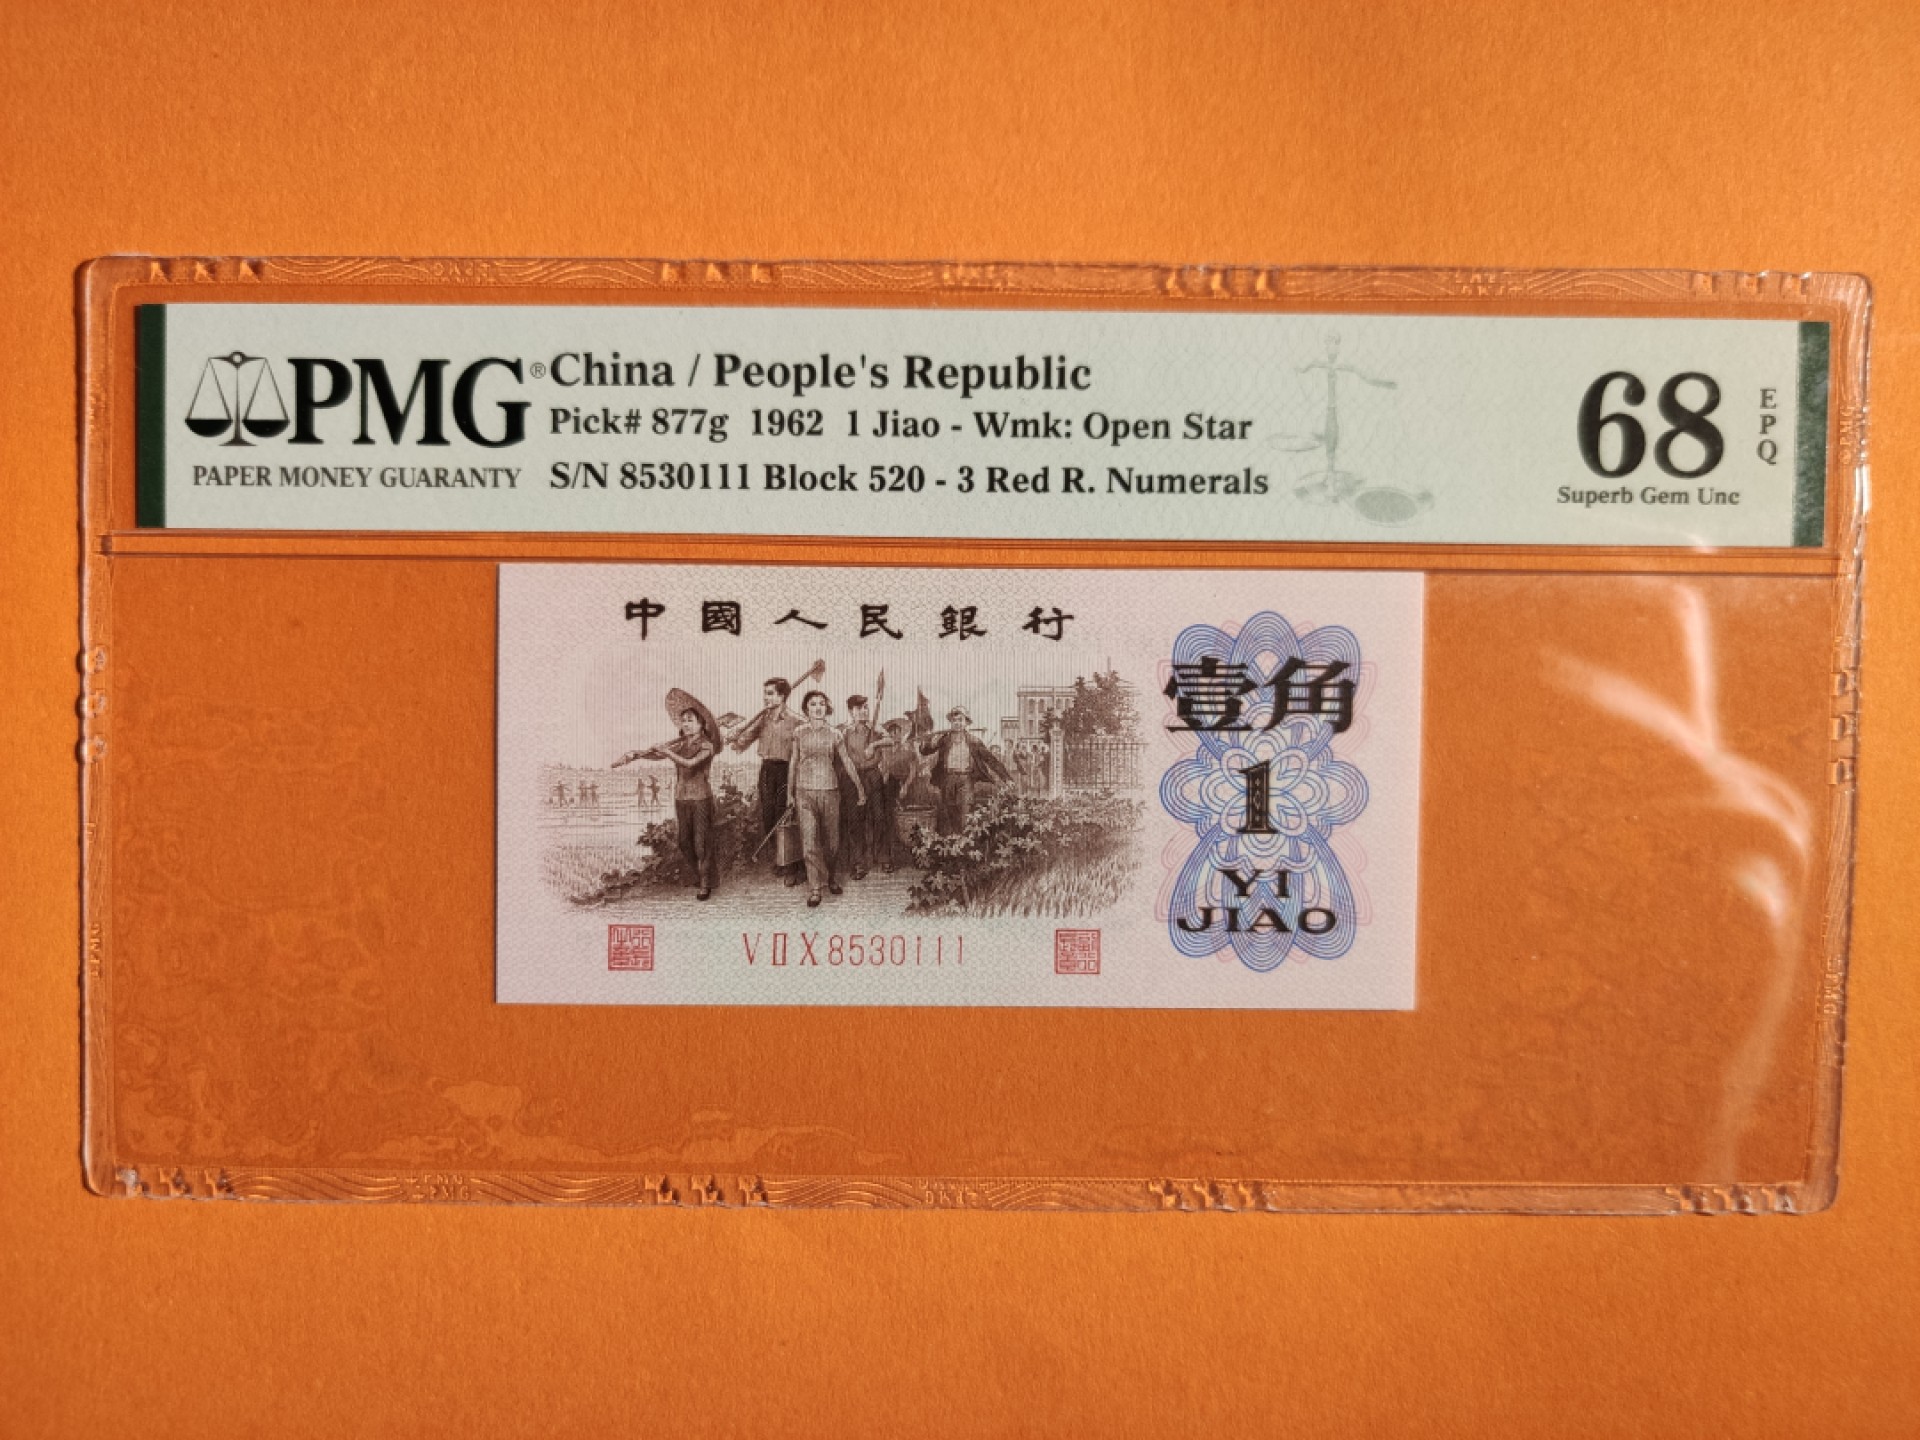 PMG®
PAPER MONEY GUARANTY
China / People's Republic
Pick# 877g 1962 1 Jiao - Wmk: Open Star
S/N 8530111 Block 520 - 3 Red R. Numerals
68
EPQ
Superb Gem Unc
中國人民銀行
壹角
1
YI
JIAO
V II X 8530111